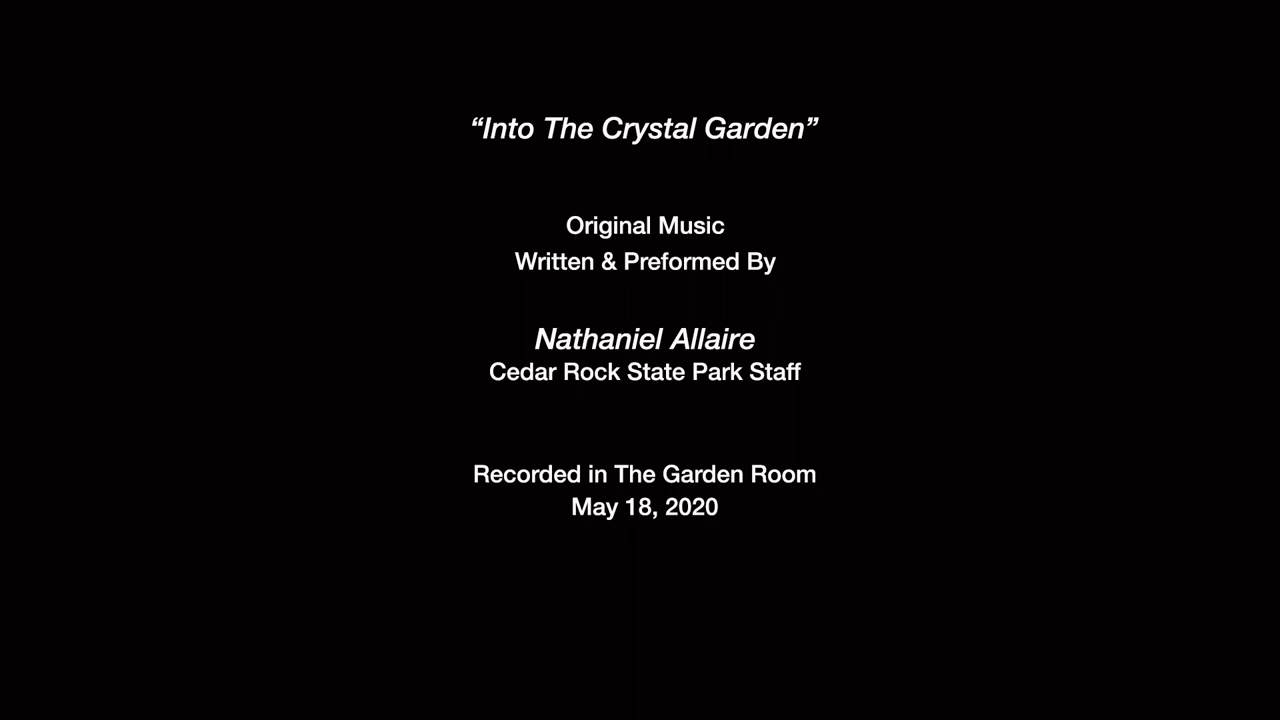 “Into The Crystal Garden”
Original Music
Written & Preformed By
Nathaniel Allaire
Cedar Rock State Park Staff
Recorded in The Garden Room
May 18, 2020